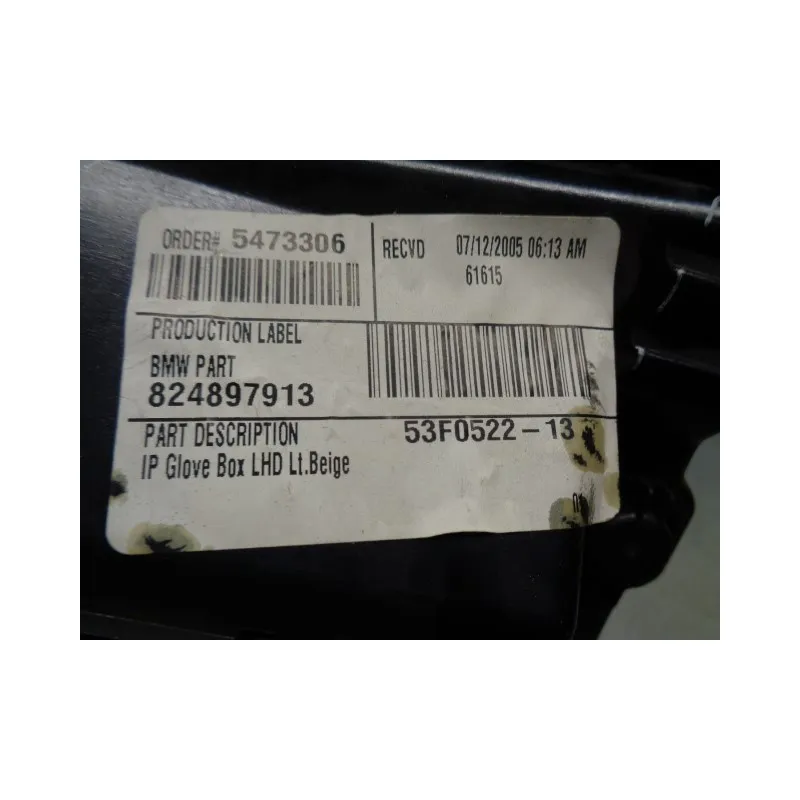 ORDER# 5473306
RECVD 07/12/2005 06:13 AM
61615
PRODUCTION LABEL
BMW PART
824897913
PART DESCRIPTION
53F0522-13
IP Glove Box LHD Lt.Beige